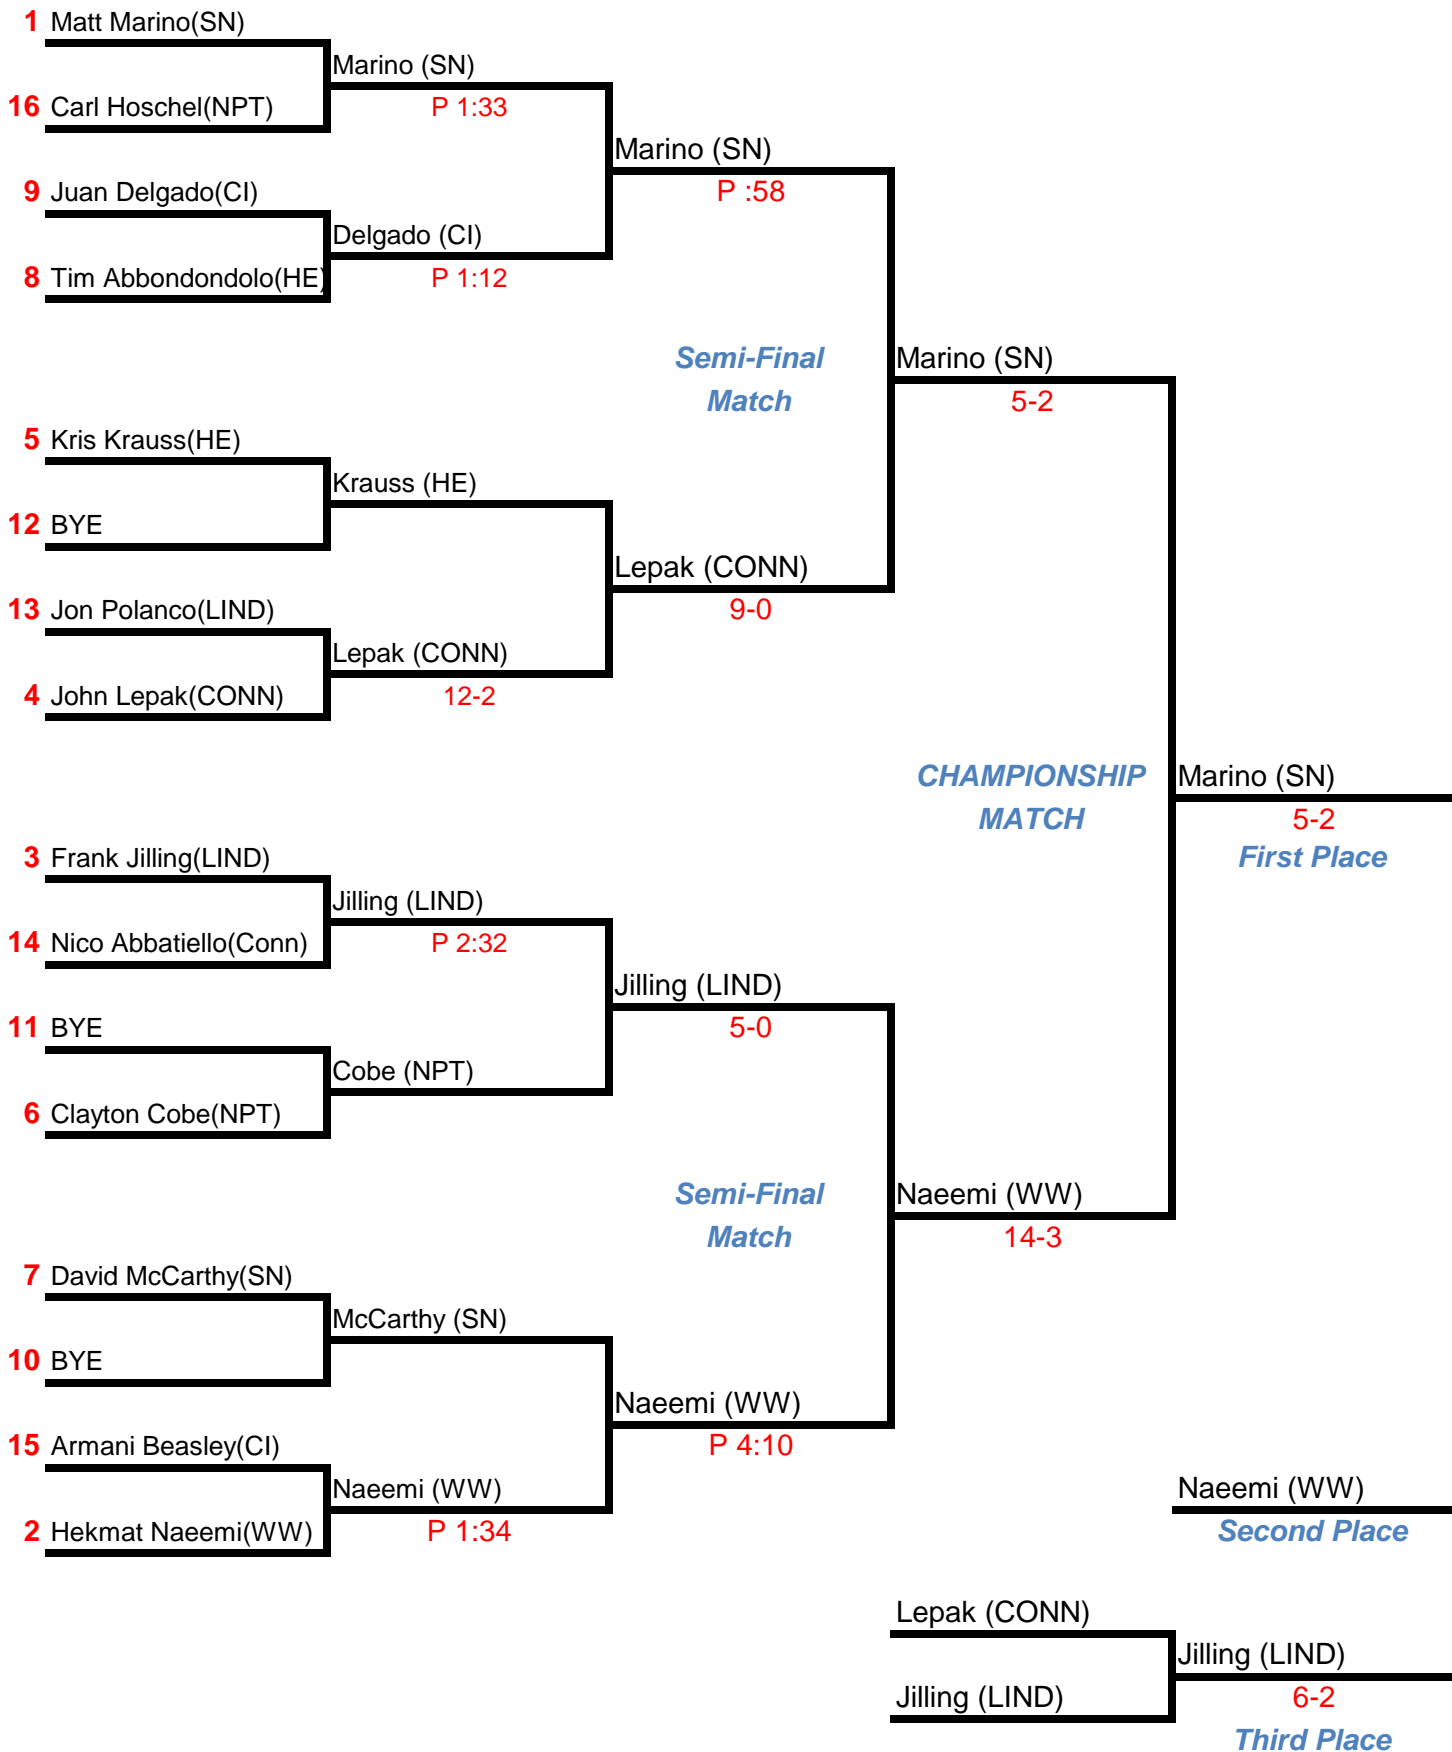 1 Matt Marino(SN)
Marino (SN)
16 Carl Hoschel(NPT)
P 1:33
Marino (SN)
P :58
9 Juan Delgado(CI)
Delgado (CI)
8 Tim Abbondondolo(HE)
P 1:12
Semi-Final
Match
Marino (SN)
5-2
5 Kris Krauss(HE)
Krauss (HE)
12 BYE
Lepak (CONN)
9-0
13 Jon Polanco(LIND)
Lepak (CONN)
4 John Lepak(CONN)
12-2
CHAMPIONSHIP
MATCH
Marino (SN)
5-2
First Place
3 Frank Jilling(LIND)
Jilling (LIND)
14 Nico Abbatiello(Conn)
P 2:32
Jilling (LIND)
5-0
11 BYE
Cobe (NPT)
6 Clayton Cobe(NPT)
Semi-Final
Match
Naeemi (WW)
14-3
7 David McCarthy(SN)
McCarthy (SN)
10 BYE
Naeemi (WW)
P 4:10
15 Armani Beasley(CI)
Naeemi (WW)
2 Hekmat Naeemi(WW)
P 1:34
Naeemi (WW)
Second Place
Lepak (CONN)
Jilling (LIND)
Jilling (LIND)
6-2
Third Place